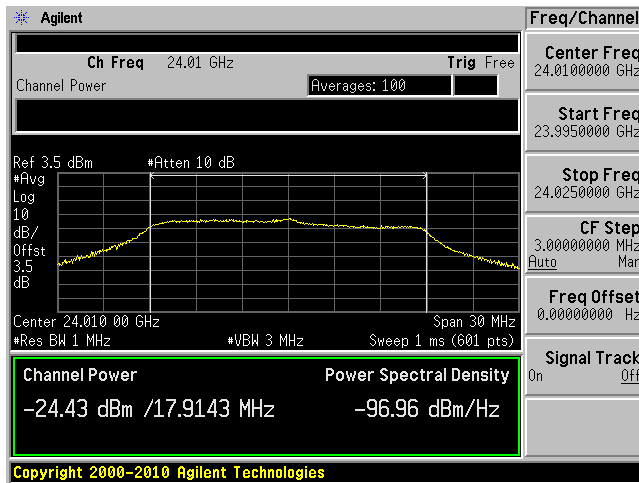 Agilent
Freq/Channel
Ch Freq 24.01 GHz Trig Free
Channel Power Averages: 100
Center Freq
24.0100000 GHz
Start Freq
23.9950000 GHz
Stop Freq
24.0250000 GHz
CF Step
3.00000000 MHz
Auto Man
Freq Offset
0.00000000 Hz
Signal Track
On Off
Ref 3.5 dBm #Atten 10 dB
#Avg
Log
10
dB/
Offst
3.5
dB
Center 24.010 00 GHz Span 30 MHz
#Res BW 1 MHz #VBW 3 MHz Sweep 1 ms (601 pts)
Channel Power Power Spectral Density
-24.43 dBm /17.9143 MHz -96.96 dBm/Hz
Copyright 2000-2010 Agilent Technologies